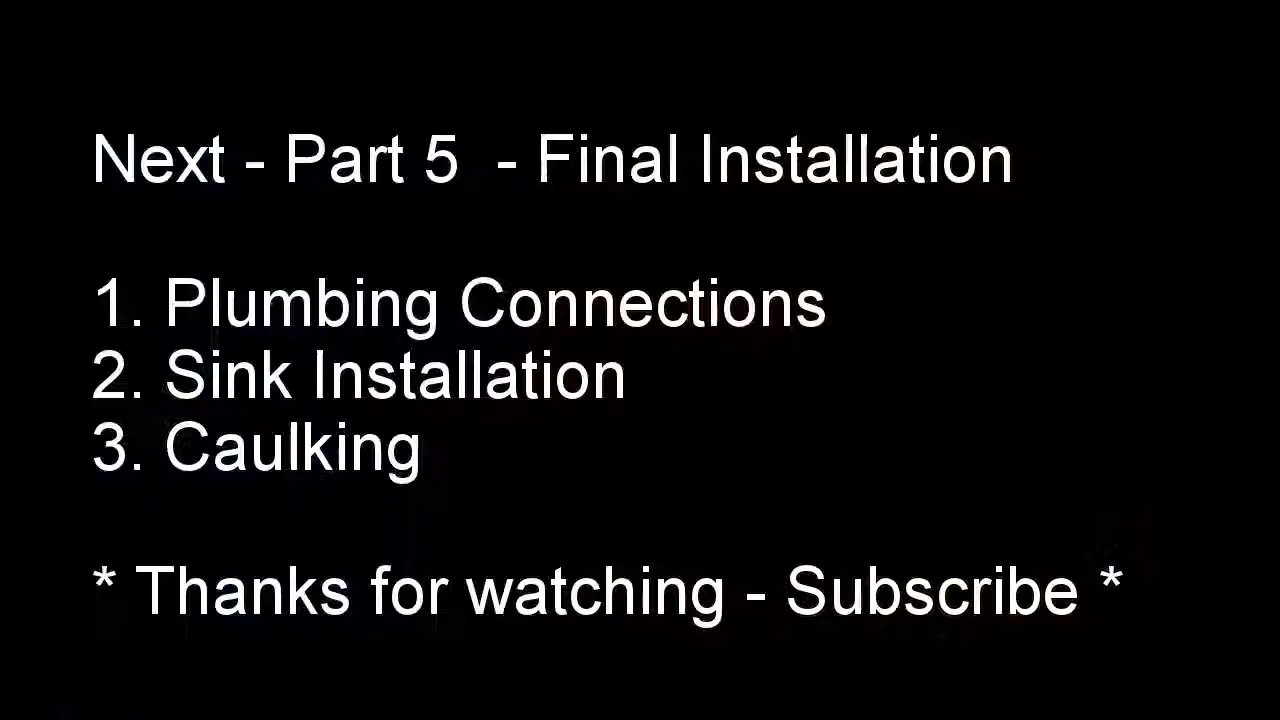 Next - Part 5  - Final Installation
1. Plumbing Connections
2. Sink Installation
3. Caulking
* Thanks for watching - Subscribe *